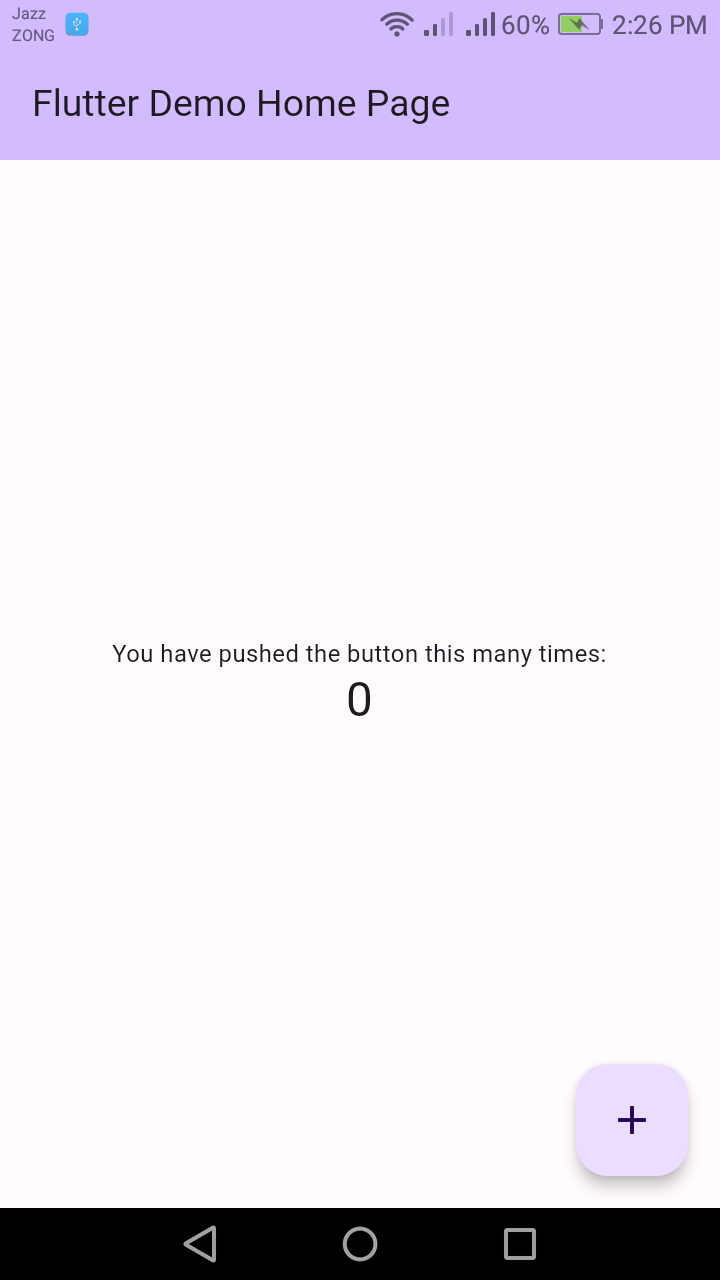 Jazz
ZONG
60% 2:26 PM
Flutter Demo Home Page
You have pushed the button this many times:
0